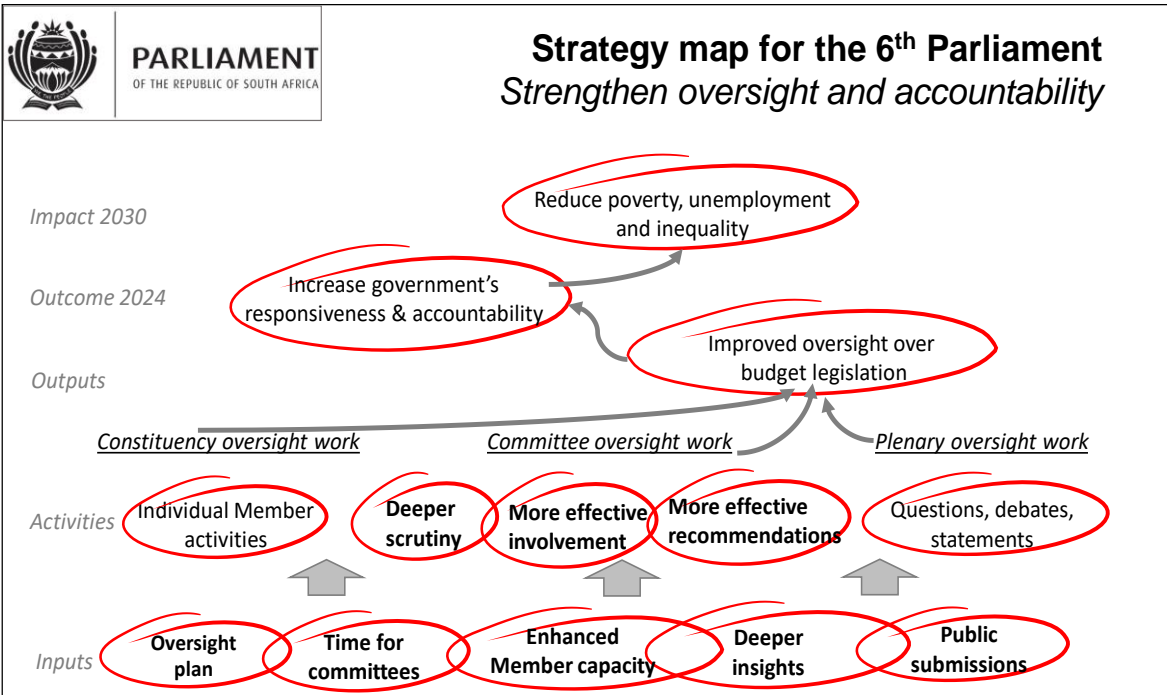 PARLIAMENT
OF THE REPUBLIC OF SOUTH AFRICA
Strategy map for the 6th Parliament
Strengthen oversight and accountability
Impact 2030
Reduce poverty, unemployment
and inequality
Outcome 2024
Increase government's
responsiveness & accountability
Improved oversight over
budget legislation
Outputs
Constituency oversight work
Committee oversight work
Plenary oversight work
Activities
Individual Member
activities
Deeper
scrutiny
More effective
involvement
More effective
recommendations
Questions, debates,
statements
Inputs
Oversight
plan
Time for
committees
Enhanced
Member capacity
Deeper
insights
Public
submissions